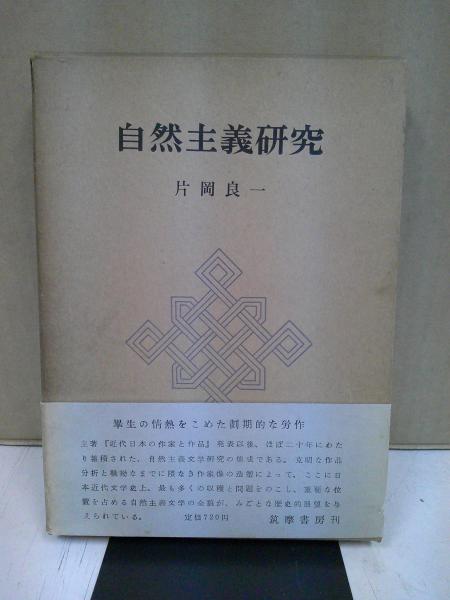 自然主義研究
片岡良一
畢生の情熱をこめた劃期的な労作
主著『近代日本の作家と作品』発表以後、ほぼ二十年にわた
り推積された、自然主義文学研究の集成である。克明な作品
分析と執拗なまでに隙なき作家像の造型によって、ここに日
本近代文学史上、最も多くの収穫と問題をのこし、重要な位
置を占める自然主義文学の全貌が、みごとな歴史的展望を与
えられている。 定価720円 筑摩書房刊